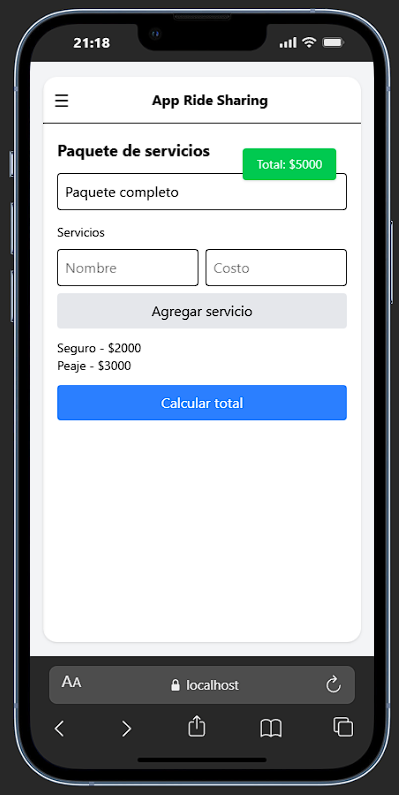 21:18
☰ App Ride Sharing
Paquete de servicios
Total: $5000
Paquete completo
Servicios
Nombre Costo
Agregar servicio
Seguro - $2000
Peaje - $3000
Calcular total
AA localhost